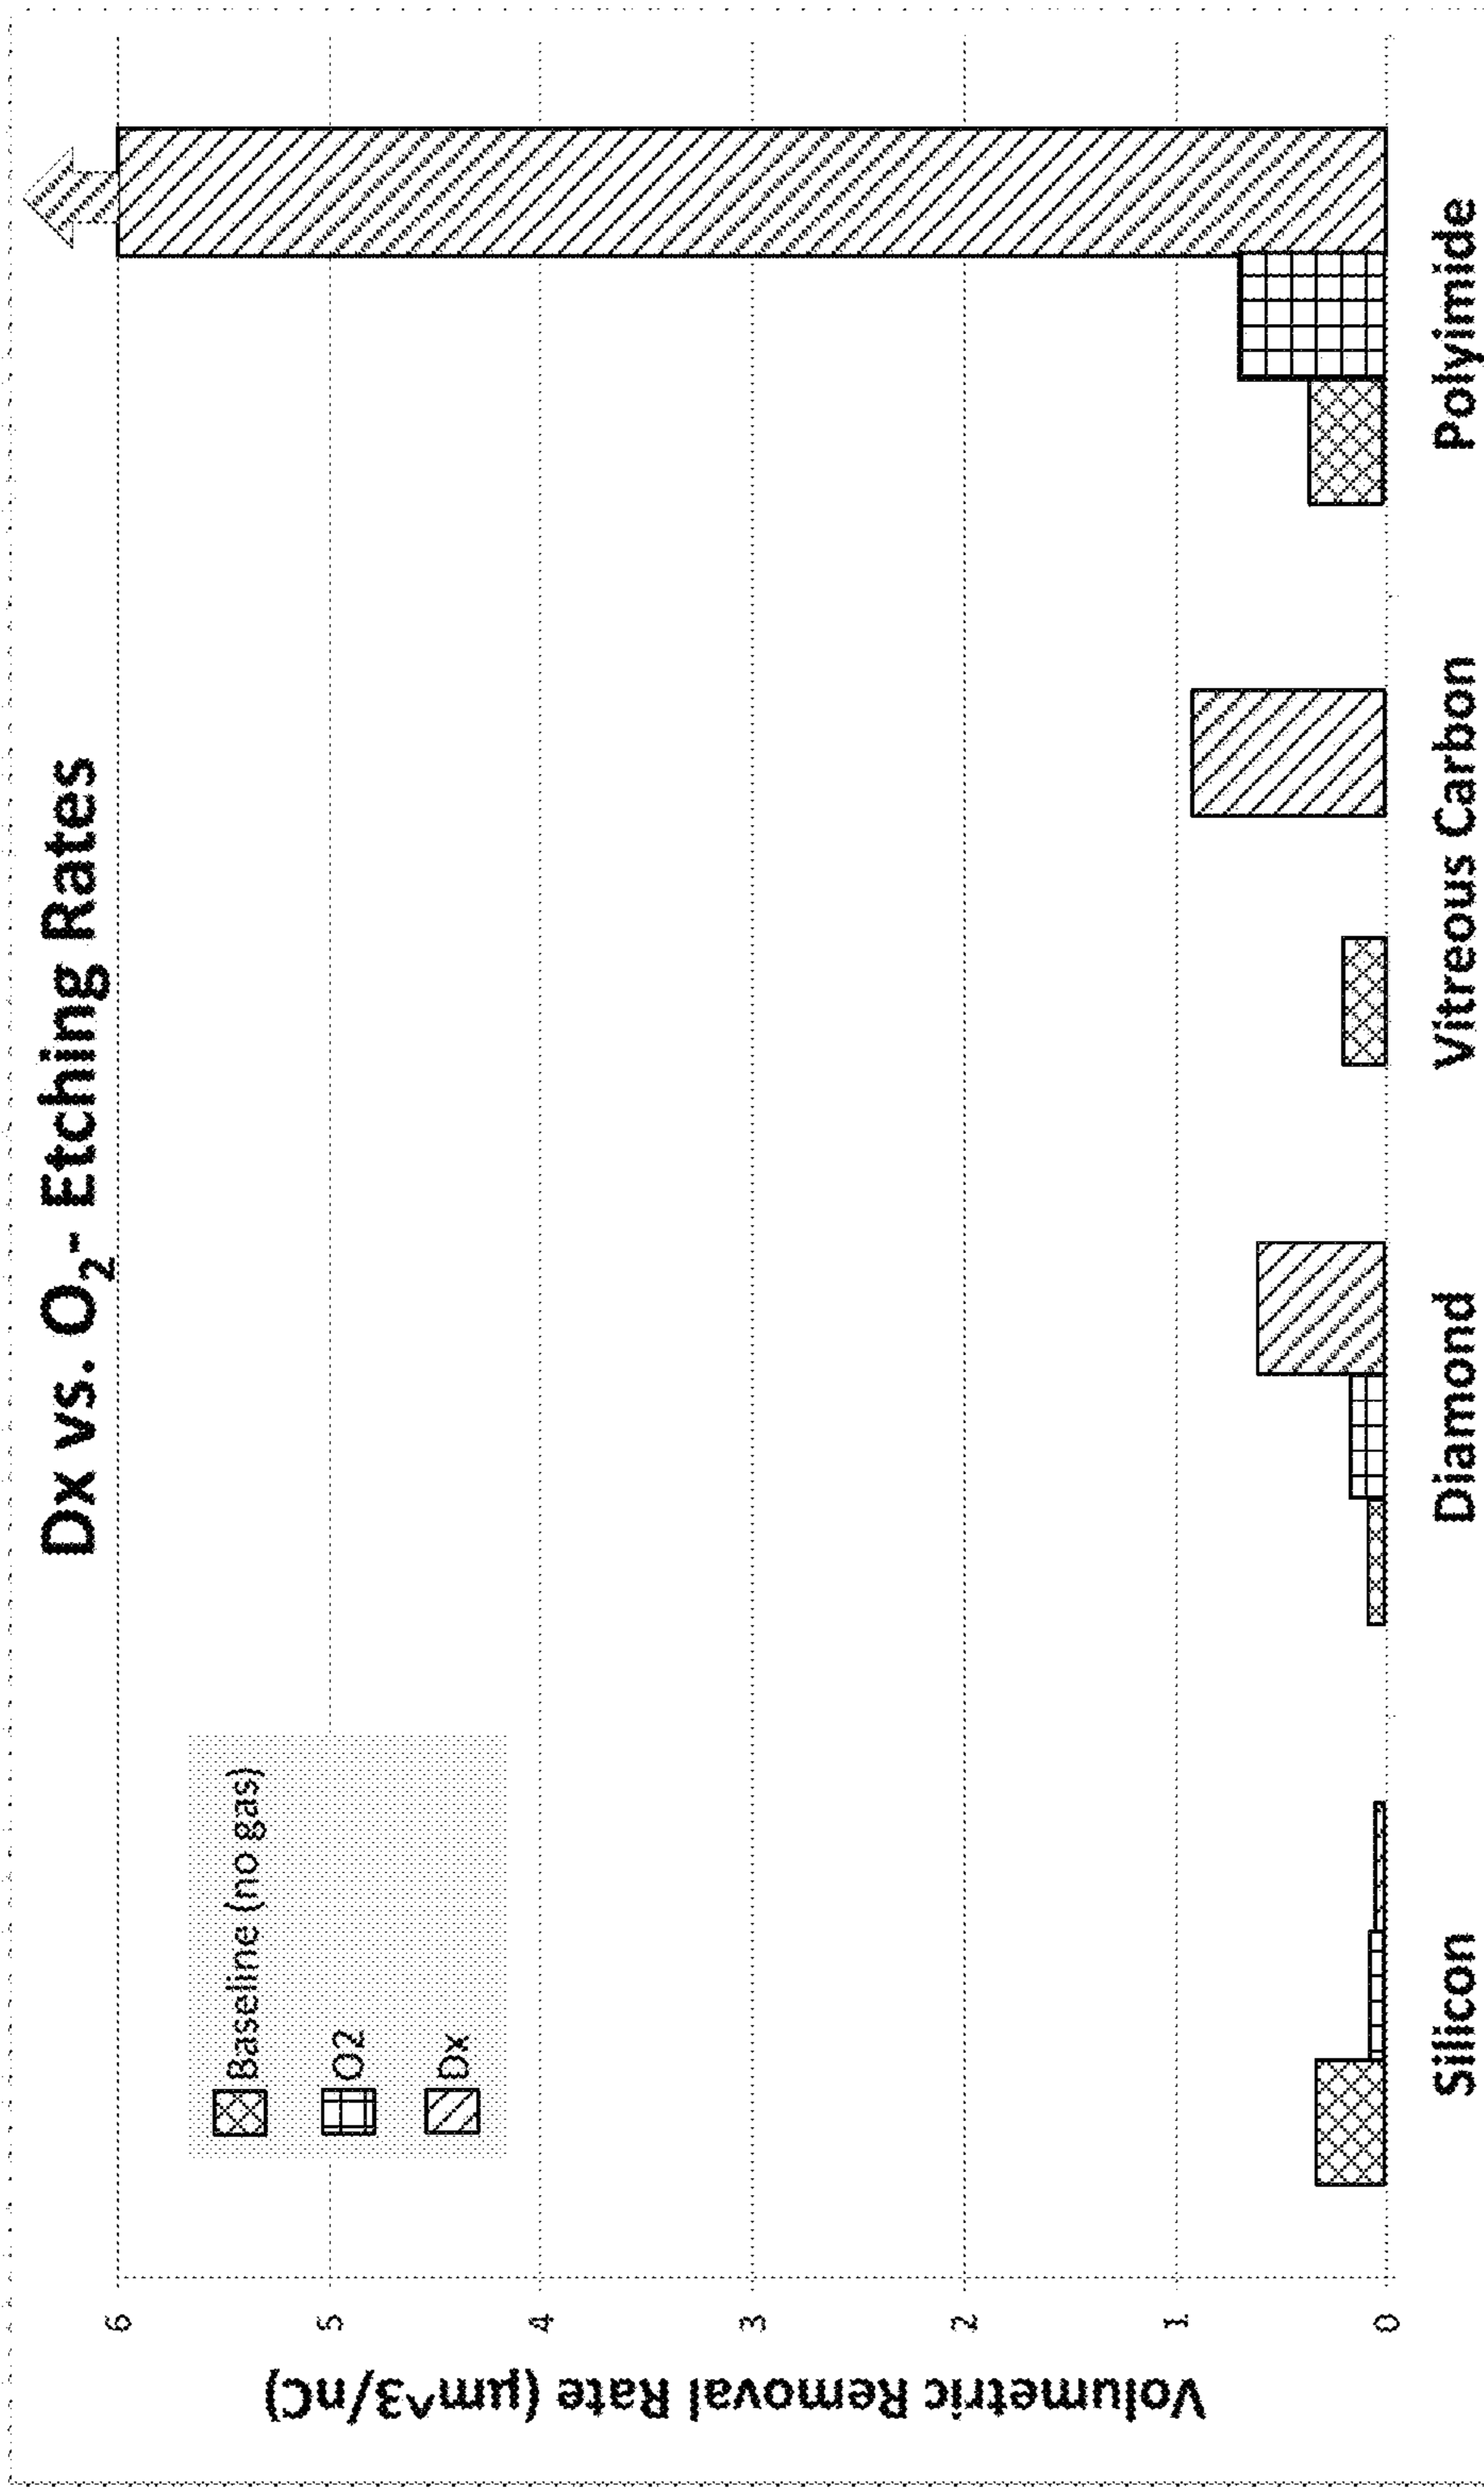 Dx vs. O2- Etching Rates
Volumetric Removal Rate (µm^3/nC)
6
5
4
3
2
1
0
Baseline (no gas)
O2
Dx
Silicon
Diamond
Vitreous Carbon
Polyimide